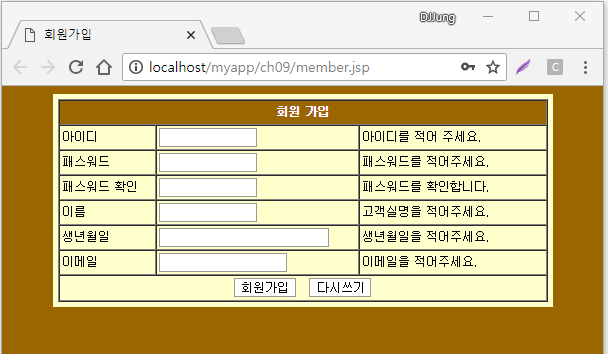 DJJung
회원가입
localhost/myapp/ch09/member.jsp
C
회원 가입
아이디 아이디를 적어 주세요.
패스워드 패스워드를 적어주세요.
패스워드 확인 패스워드를 확인합니다.
이름 고객실명을 적어주세요.
생년월일 생년월일을 적어주세요.
이메일 이메일을 적어주세요.
회원가입 다시쓰기